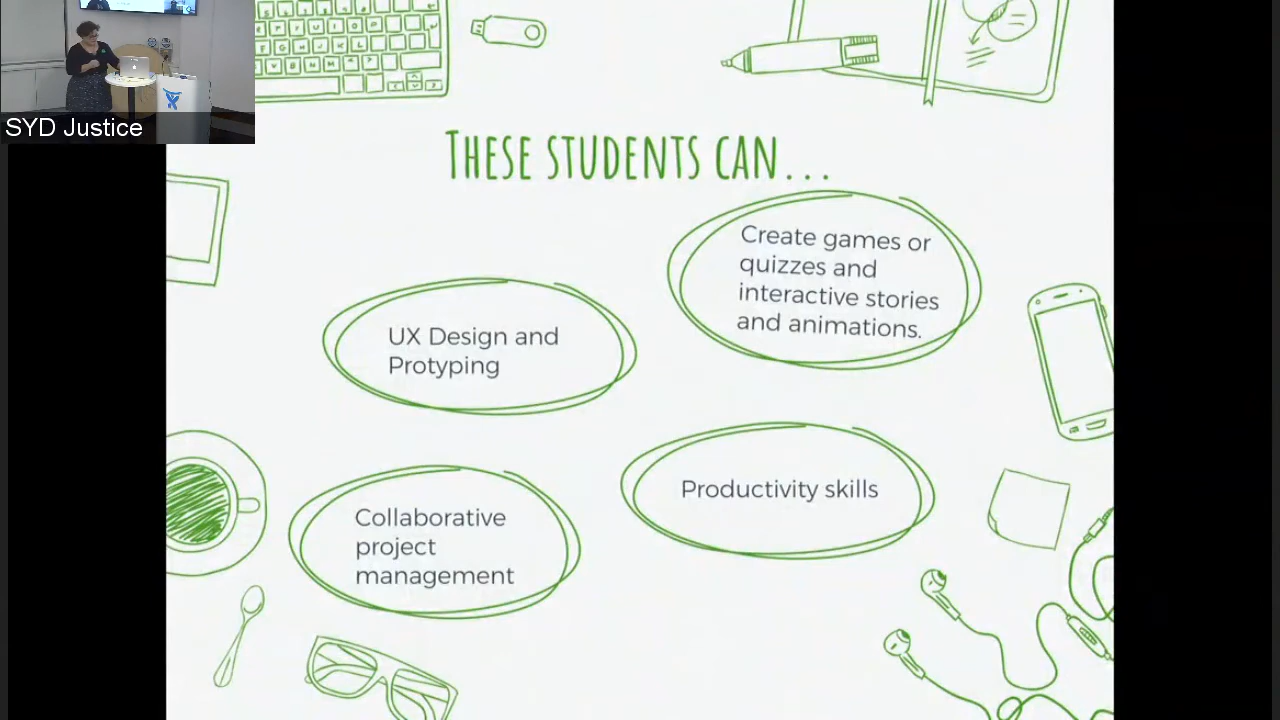 SYD Justice
THESE STUDENTS CAN...
Create games or
quizzes and
interactive stories
and animations.
UX Design and
Protyping
Productivity skills
Collaborative
project
management